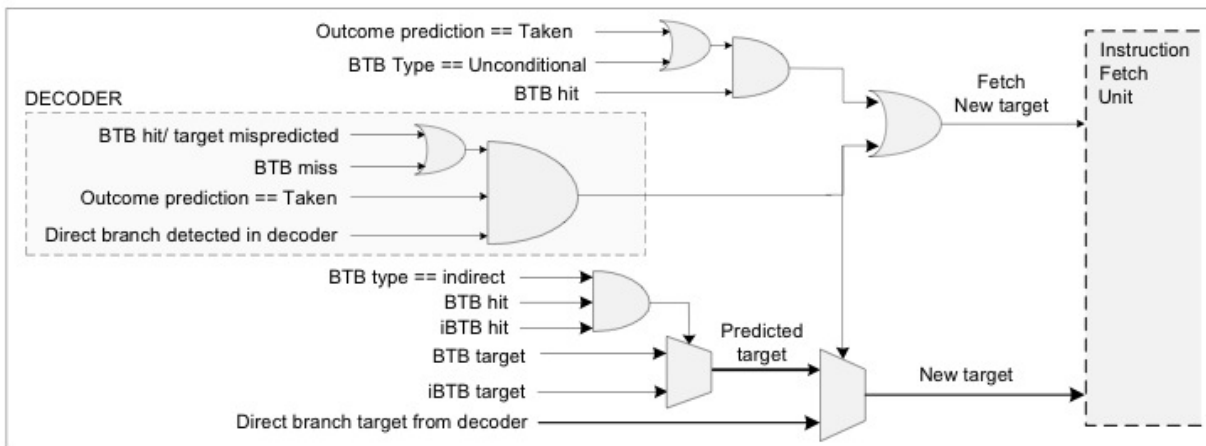 Outcome prediction == Taken
BTB Type == Unconditional
BTB hit
Fetch
New target
Instruction
Fetch
Unit
DECODER
BTB hit/ target mispredicted
BTB miss
Outcome prediction == Taken
Direct branch detected in decoder
BTB type == indirect
BTB hit
iBTB hit
BTB target
iBTB target
Direct branch target from decoder
Predicted
target
New target